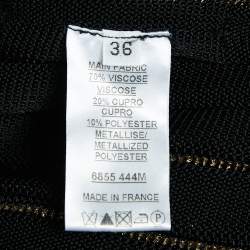 36
MAIN FABRIC
70% VISCOSE
VISCOSE
20% CUPRO
CUPRO
10% POLYESTER
METALLISE/
METALLIZED
POLYESTER
6855 444M
MADE IN FRANCE
P